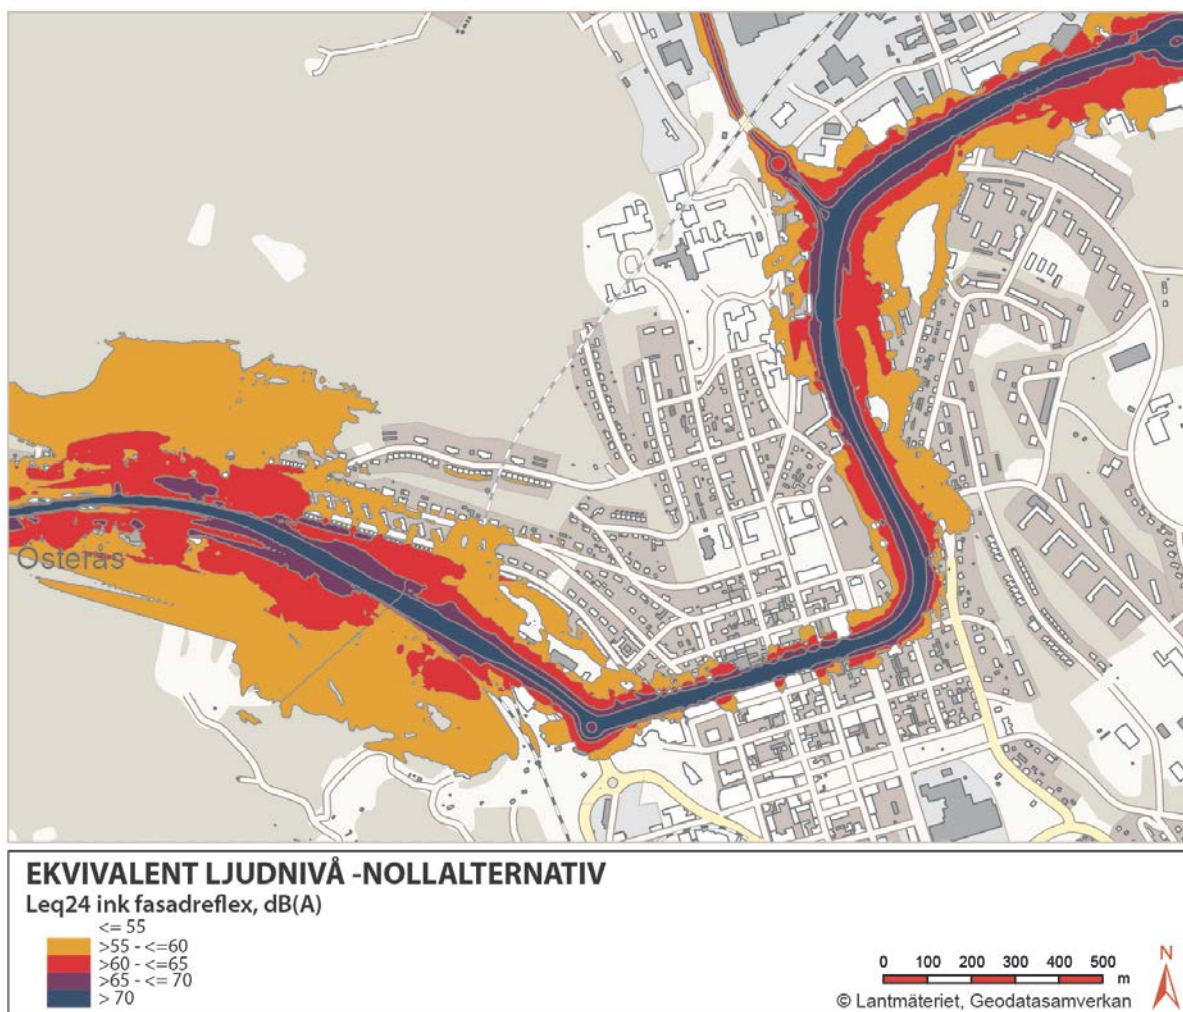 Österås
EKVIVALENT LJUDNIVÅ -NOLLALTERNATIV
Leq24 ink fasadreflex, dB(A)
<= 55
>55 - <=60
>60 - <=65
>65 - <= 70
> 70
0 100 200 300 400 500
m
N
© Lantmäteriet, Geodatasamverkan